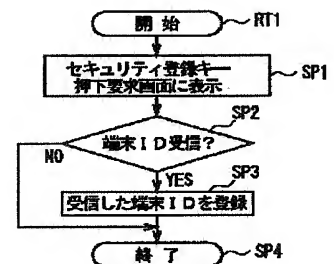 開 始
RT1
セキュリティ登録キー
押下要求画面に表示
SP1
SP2
端末ID受信?
NO
YES
SP3
受信した端末IDを登録
終 了
SP4